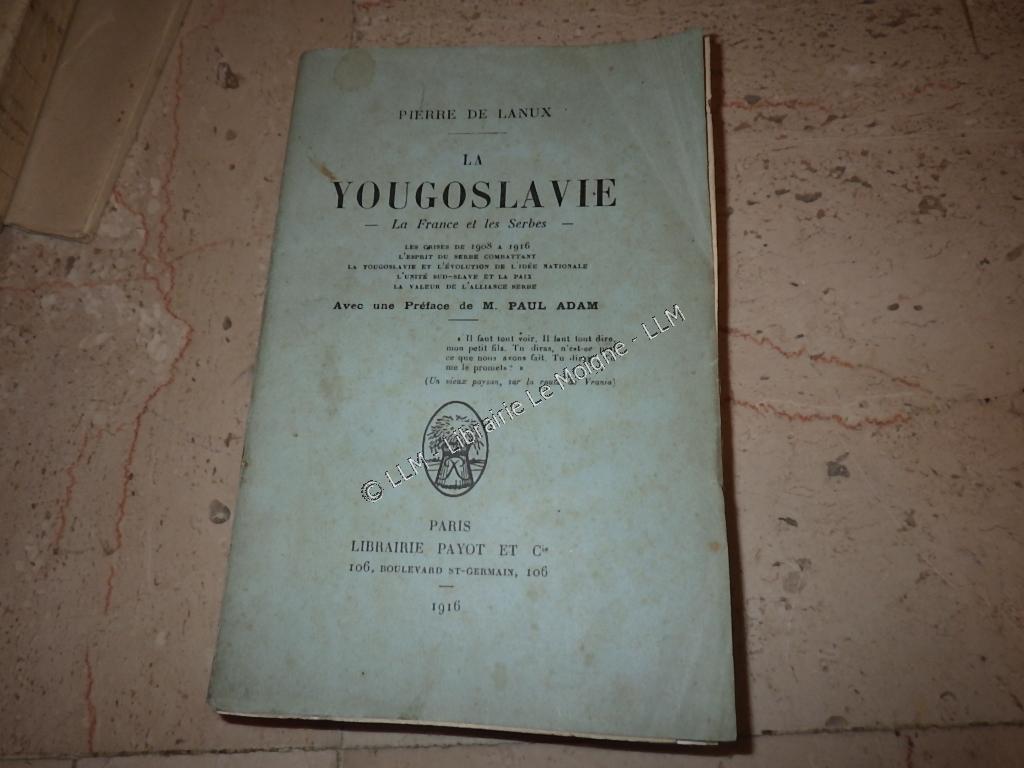 PIERRE DE LANUX
LA
YOUGOSLAVIE
— La France et les Serbes —
LES CRISES DE 1908 A 1916
L'ESPRIT DU SERBE COMBATTANT
LA YOUGOSLAVIE ET L'ÉVOLUTION DE L'IDÉE NATIONALE
L'UNITÉ SUD-SLAVE ET LA PAIX
LA VALEUR DE L'ALLIANCE SERBE
Avec une Préface de M. PAUL ADAM
« Il faut tout voir. Il faut tout dire,
mon petit fils. Tu diras, n'est-ce pas
ce que nous avons fait. Tu
me le promets? »
(Un vieux paysan, sur la Vrania)
© LLM - Librairie Le Moigne - LLM
PARIS
LIBRAIRIE PAYOT ET Cie
106, BOULEVARD ST-GERMAIN, 106
1916